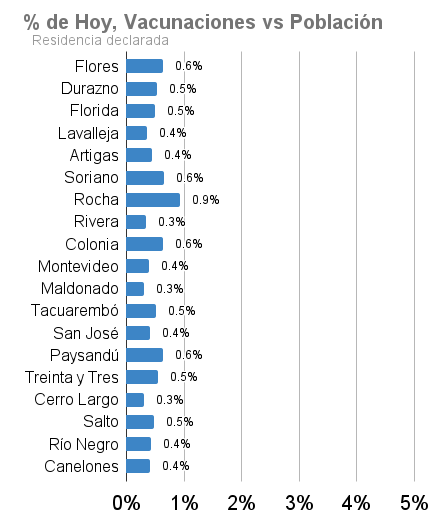 % de Hoy, Vacunaciones vs Población
Residencia declarada
Flores 0.6%
Durazno 0.5%
Florida 0.5%
Lavalleja 0.4%
Artigas 0.4%
Soriano 0.6%
Rocha 0.9%
Rivera 0.3%
Colonia 0.6%
Montevideo 0.4%
Maldonado 0.3%
Tacuarembó 0.5%
San José 0.4%
Paysandú 0.6%
Treinta y Tres 0.5%
Cerro Largo 0.3%
Salto 0.5%
Río Negro 0.4%
Canelones 0.4%
0% 1% 2% 3% 4% 5%